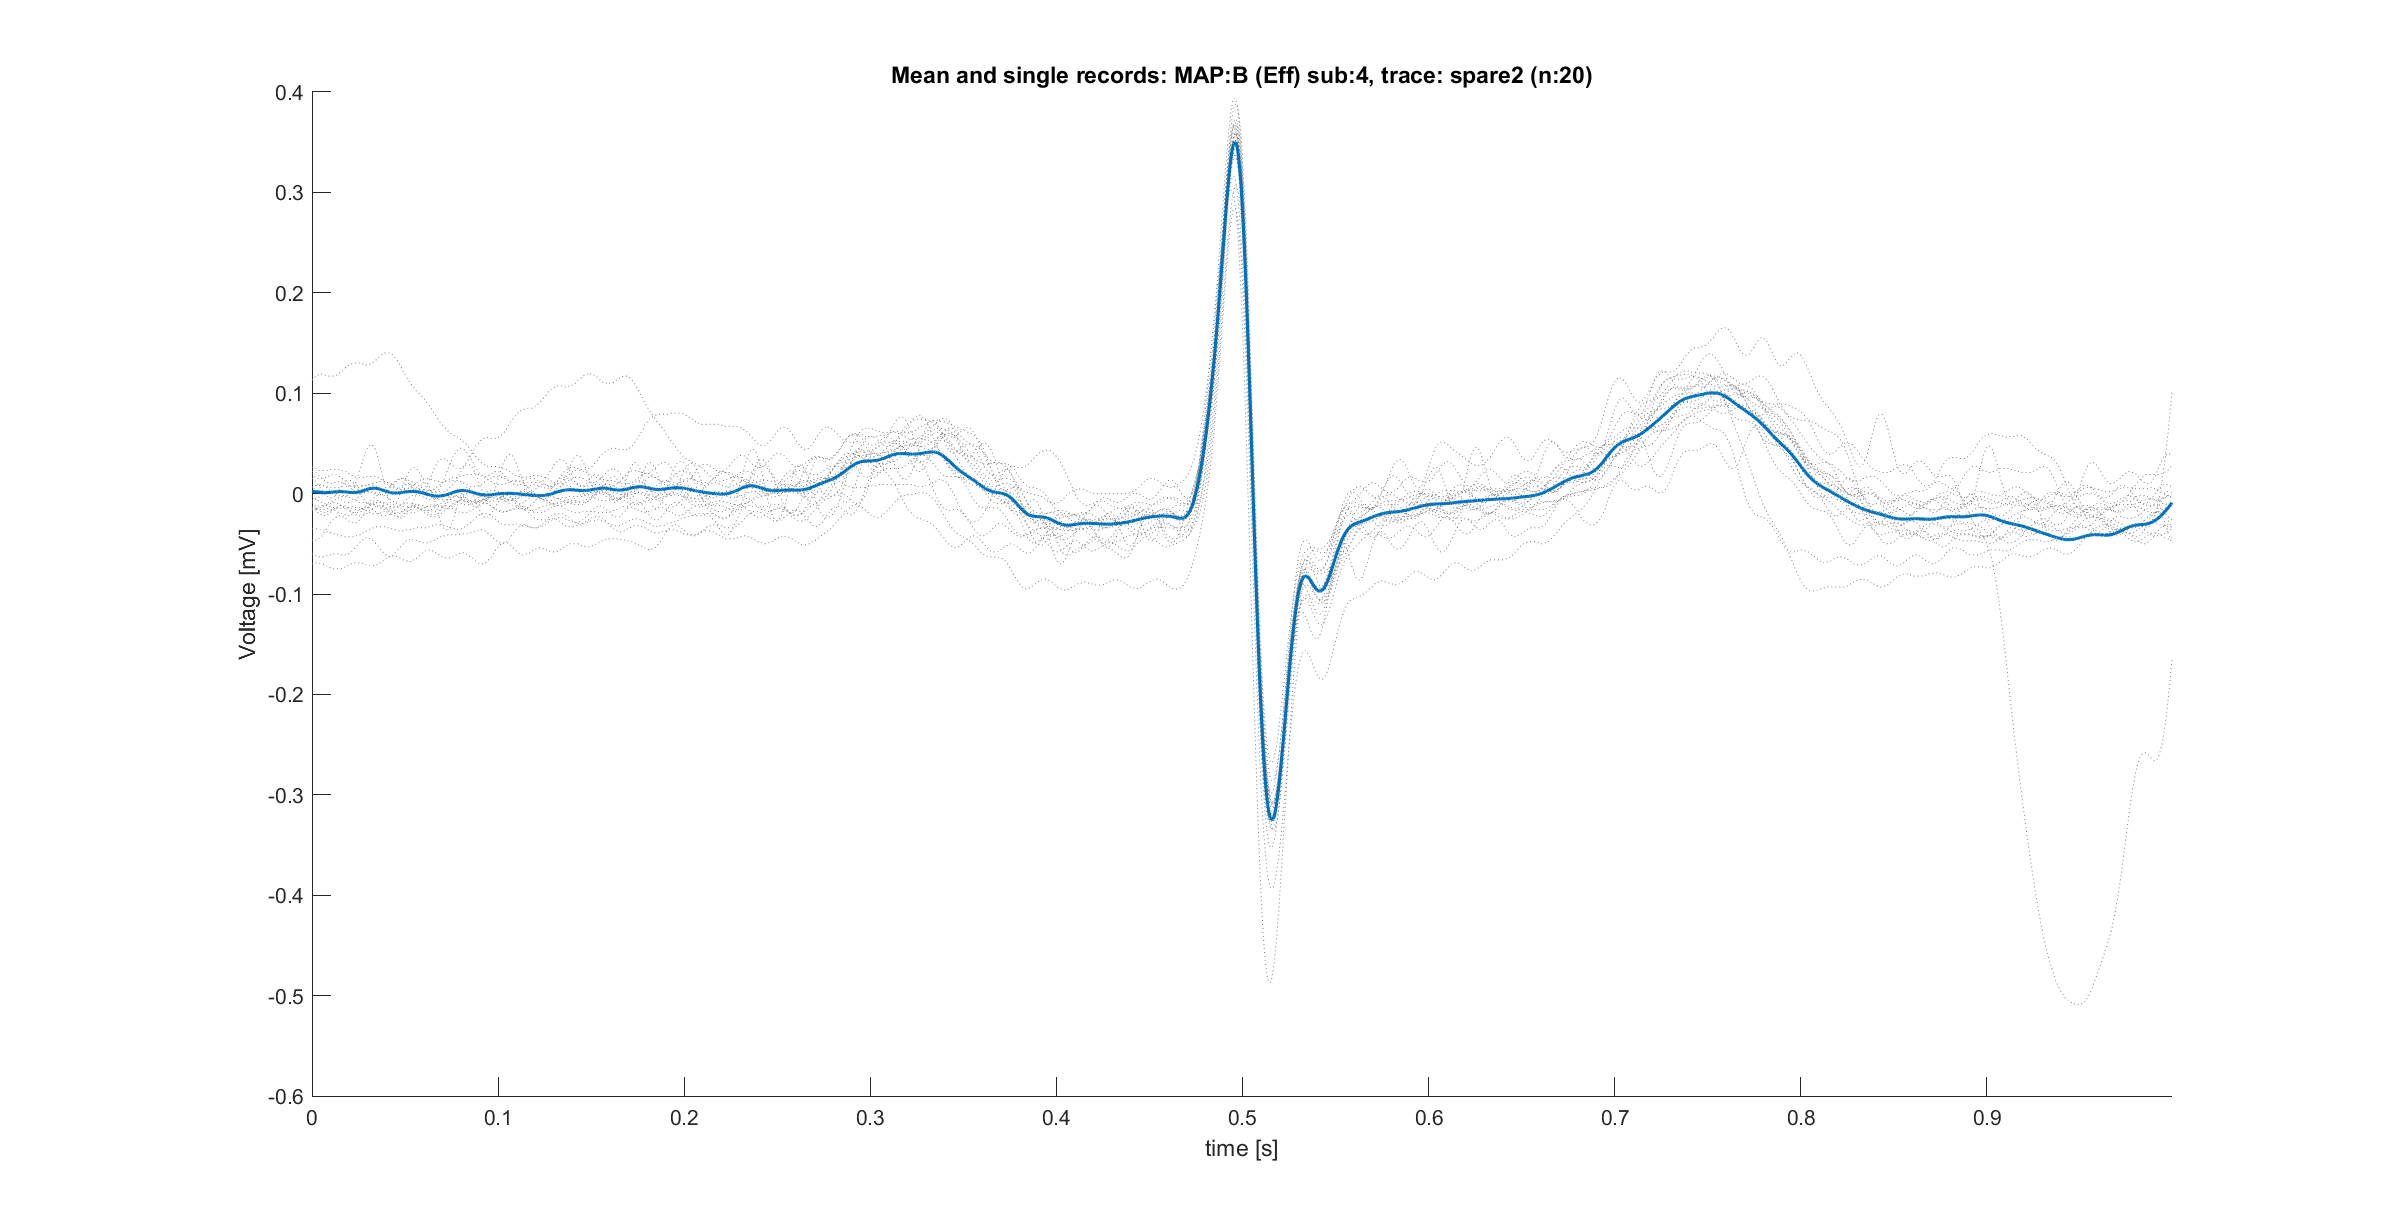 Mean and single records: MAP:B (Eff) sub:4, trace: spare2 (n:20)
0.4
0.3
0.2
0.1
0
-0.1
-0.2
-0.3
-0.4
-0.5
-0.6
Voltage [mV]
0 0.1 0.2 0.3 0.4 0.5 0.6 0.7 0.8 0.9
time [s]